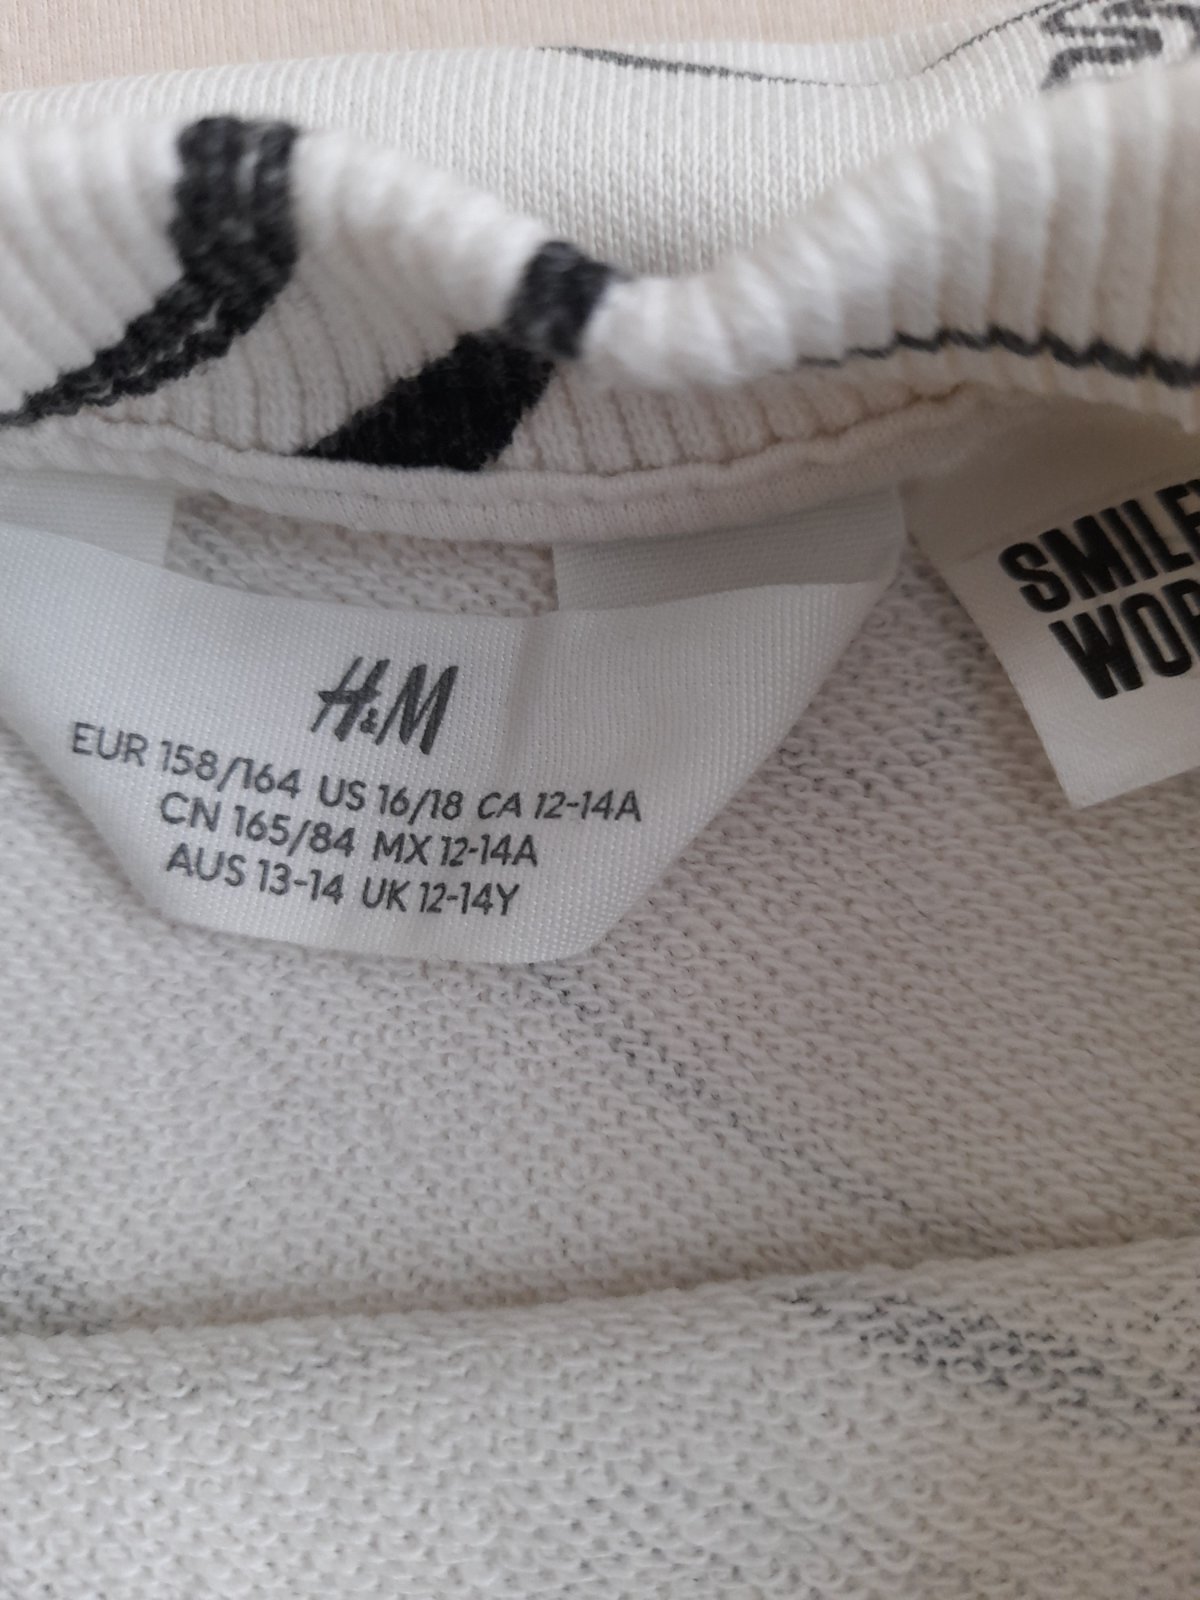 H&M
EUR 158/164 US 16/18 CA 12-14A
CN 165/84 MX 12-14A
AUS 13-14 UK 12-14Y
SMILE
WOR